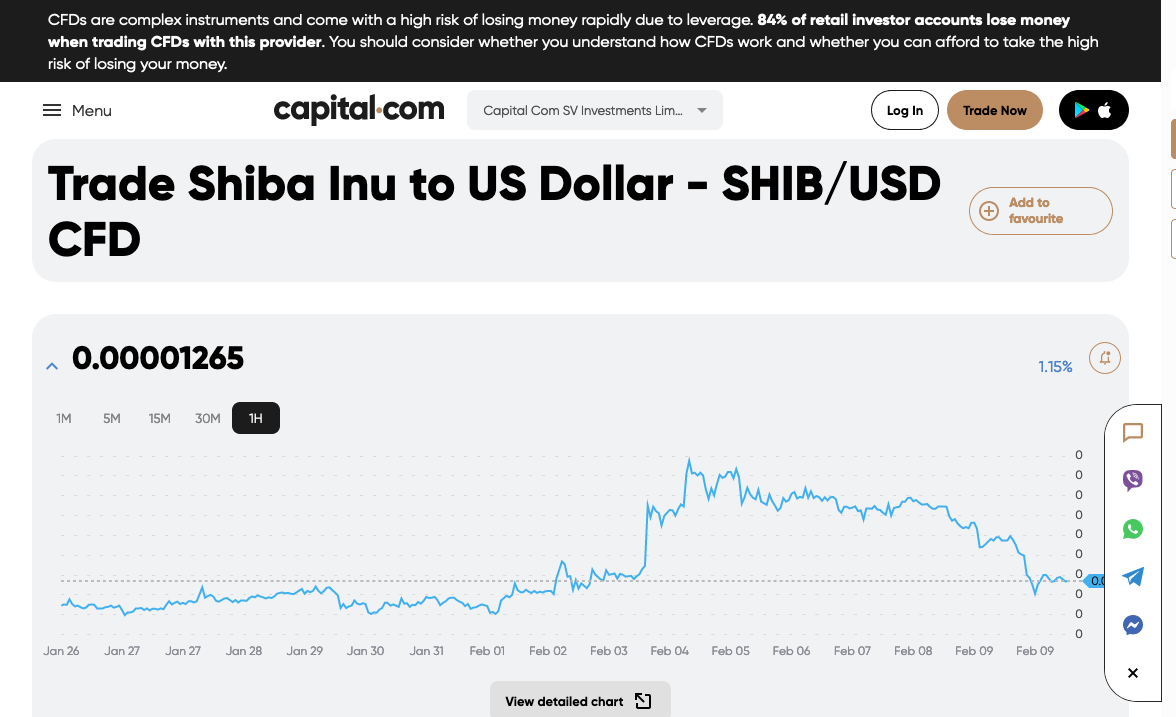 CFDs are complex instruments and come with a high risk of losing money rapidly due to leverage. 84% of retail investor accounts lose money
when trading CFDs with this provider. You should consider whether you understand how CFDs work and whether you can afford to take the high
risk of losing your money.
Menu
capital.com
Capital Com SV Investments Lim...
Log In
Trade Now
Trade Shiba Inu to US Dollar - SHIB/USD
CFD
Add to
favourite
0.00001265
1.15%
1M 5M 15M 30M 1H
0
0
0
0
0
0
0
0.0
0
0
0
Jan 26 Jan 27 Jan 27 Jan 28 Jan 29 Jan 30 Jan 31 Feb 01 Feb 02 Feb 03 Feb 04 Feb 05 Feb 06 Feb 07 Feb 08 Feb 09 Feb 09
View detailed chart